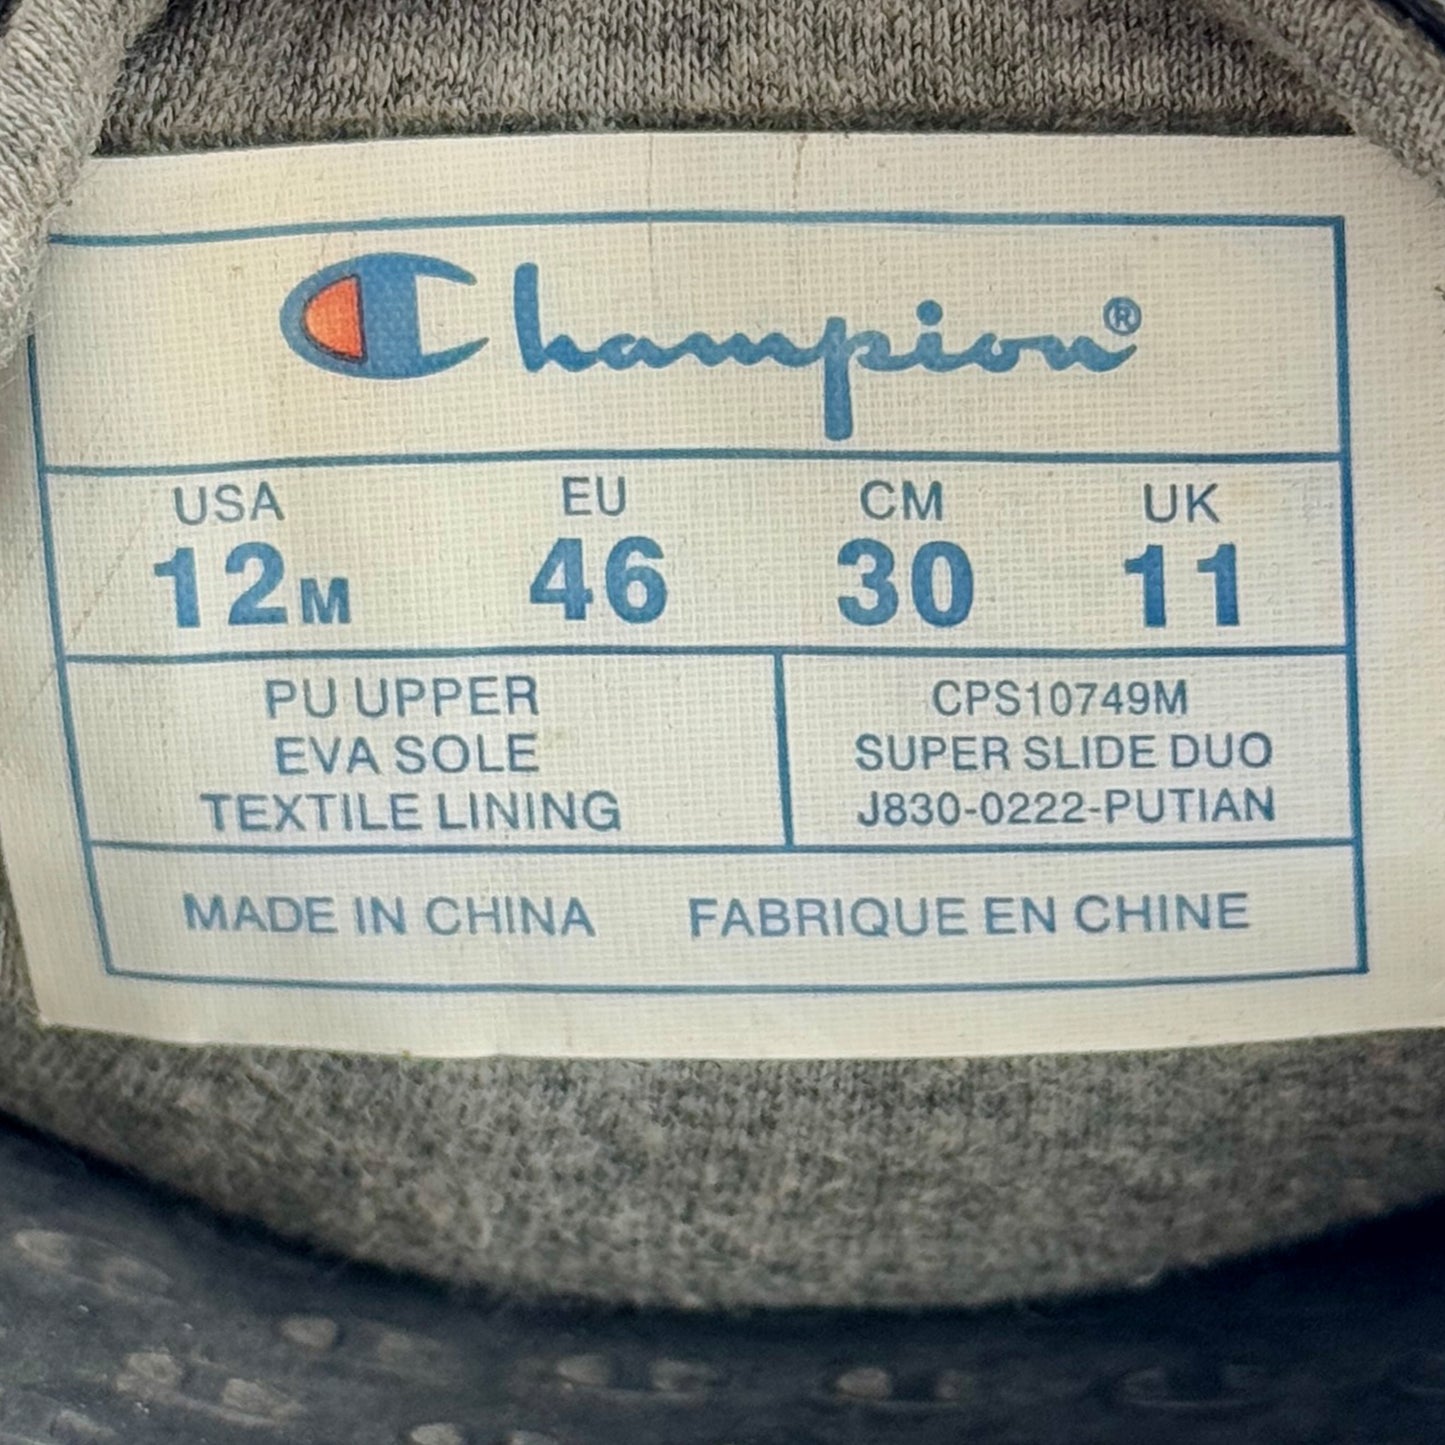 Champion®
USA EU CM UK
12M 46 30 11
PU UPPER
EVA SOLE
TEXTILE LINING
CPS10749M
SUPER SLIDE DUO
J830-0222-PUTIAN
MADE IN CHINA FABRIQUE EN CHINE